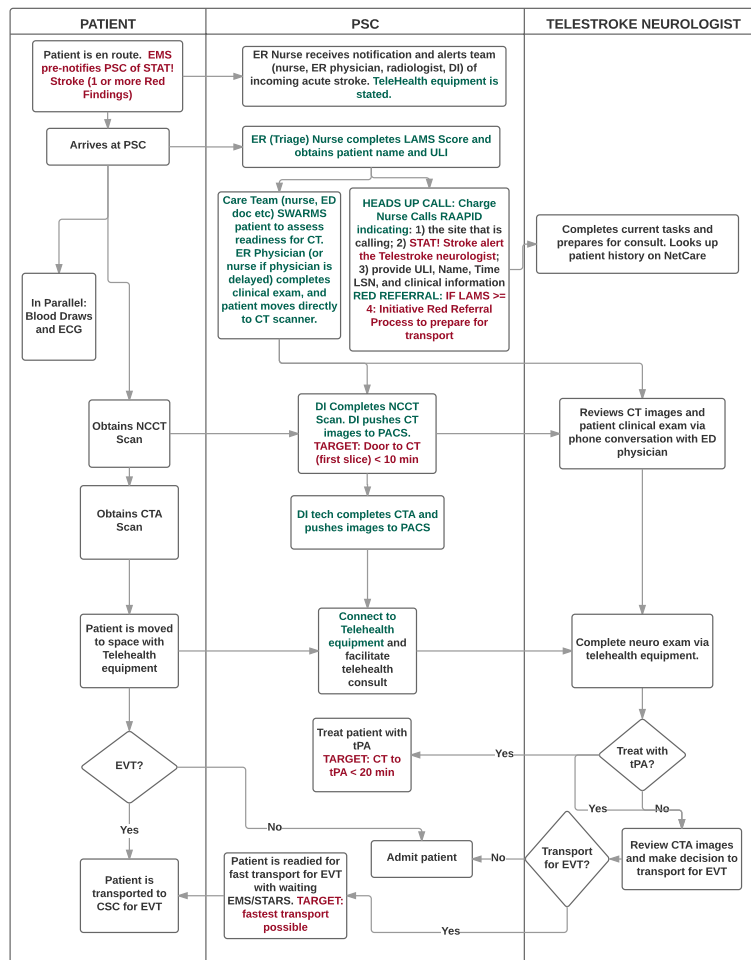 PATIENT
PSC
TELESTROKE NEUROLOGIST
Patient is en route. EMS
pre-notifies PSC of STAT!
Stroke (1 or more Red
Findings)
ER Nurse receives notification and alerts team
(nurse, ER physician, radiologist, DI) of
incoming acute stroke. TeleHealth equipment is
stated.
Arrives at PSC
ER (Triage) Nurse completes LAMS Score and
obtains patient name and ULI
Care Team (nurse, ED
doc etc) SWARMS
patient to assess
readiness for CT.
ER Physician (or
nurse if physician is
delayed) completes
clinical exam, and
patient moves directly
to CT scanner.
HEADS UP CALL: Charge
Nurse Calls RAAPID
indicating: 1) the site that is
calling; 2) STAT! Stroke alert
the Telestroke neurologist;
3) provide ULI, Name, Time
LSN, and clinical information
RED REFERRAL: IF LAMS >=
4: Initiative Red Referral
Process to prepare for
transport
Completes current tasks and
prepares for consult. Looks up
patient history on NetCare
In Parallel:
Blood Draws
and ECG
Obtains NCCT
Scan
DI Completes NCCT
Scan. DI pushes CT
images to PACS.
TARGET: Door to CT
(first slice) < 10 min
Reviews CT images and
patient clinical exam via
phone conversation with ED
physician
Obtains CTA
Scan
DI tech completes CTA and
pushes images to PACS
Patient is moved
to space with
Telehealth
equipment
Connect to
Telehealth
equipment and
facilitate
telehealth
consult
Complete neuro exam via
telehealth equipment.
Treat patient with
tPA
TARGET: CT to
tPA < 20 min
Yes
Treat with
tPA?
EVT?
Yes
No
No
Yes
Admit patient
No
Transport
for EVT?
Review CTA images
and make decision to
transport for EVT
Patient is
transported to
CSC for EVT
Patient is readied for
fast transport for EVT
with waiting
EMS/STARS. TARGET:
fastest transport
possible
Yes